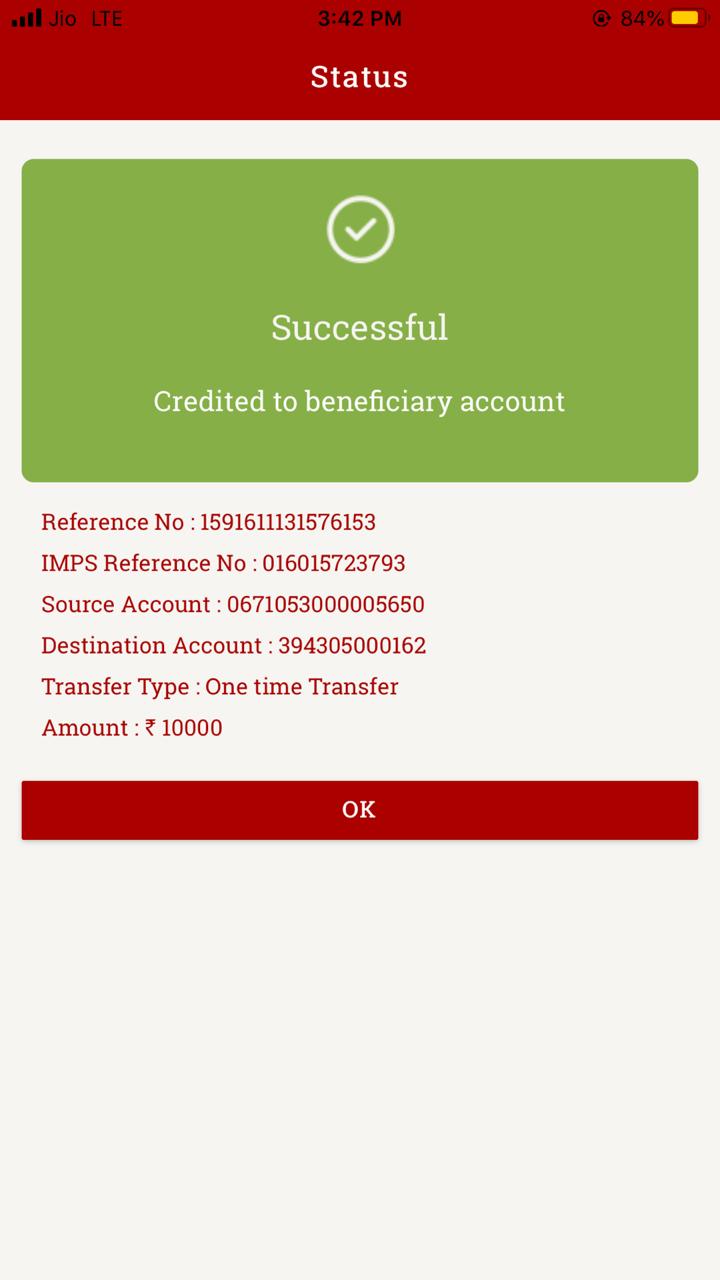 Jio LTE 3:42 PM 84%
Status
Successful
Credited to beneficiary account
Reference No : 1591611131576153
IMPS Reference No : 016015723793
Source Account : 0671053000005650
Destination Account : 394305000162
Transfer Type : One time Transfer
Amount : ₹ 10000
OK